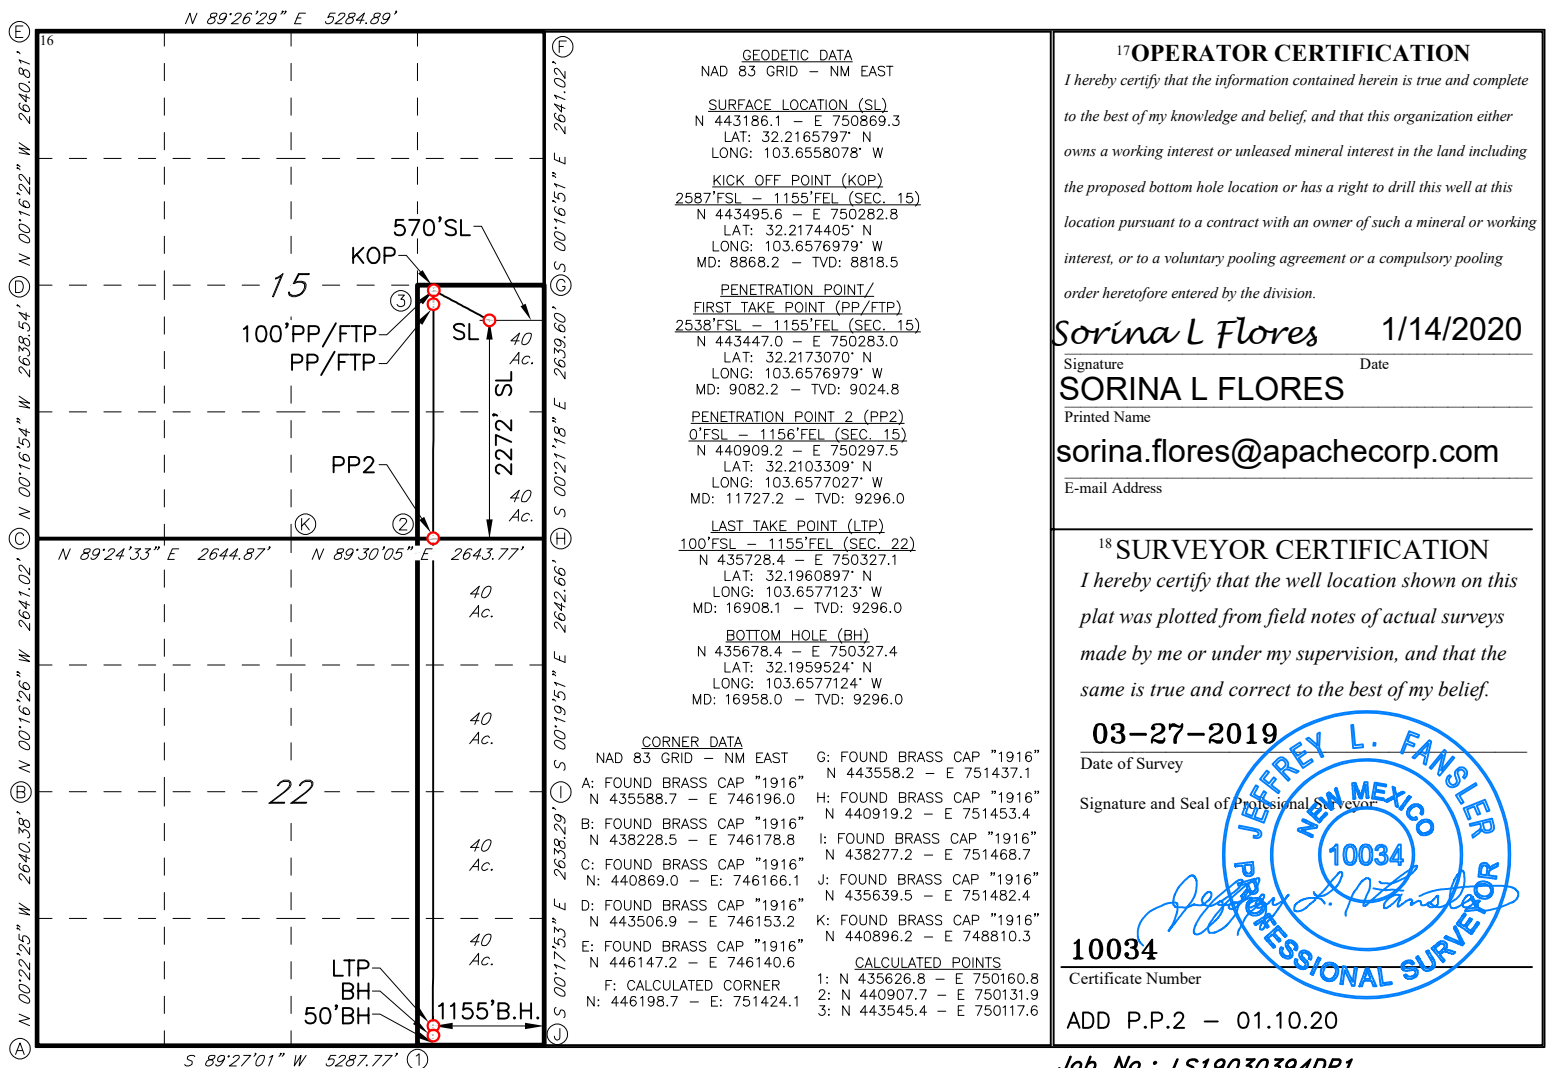 N 89°26'29" E   5284.89'
E
16
F
N 00°16'22" W   2640.81'
S 00°16'51" E   2641.02'
570'SL
KOP
D
15
3
G
100'PP/FTP
PP/FTP
SL
40
Ac.
2272' SL
N 00°16'54" W   2638.54'
S 00°21'18" E   2639.60'
PP2
40
Ac.
K
2
C
H
N 89°24'33" E   2644.87'
N 89°30'05" E   2643.77'
40
Ac.
N 00°16'26" W   2641.02'
S 00°19'51" E   2642.66'
40
Ac.
B
22
I
40
Ac.
N 00°22'25" W   2640.38'
S 00°17'53" E   2638.29'
40
Ac.
LTP
BH
50'BH
1155'B.H.
A
J
S 89°27'01" W   5287.77'
1
GEODETIC DATA
NAD 83 GRID – NM EAST
SURFACE LOCATION (SL)
N 443186.1 – E 750869.3
LAT: 32.2165797° N
LONG: 103.6558078° W
KICK OFF POINT (KOP)
2587'FSL – 1155'FEL (SEC. 15)
N 443495.6 – E 750282.8
LAT: 32.2174405° N
LONG: 103.6576979° W
MD: 8868.2 – TVD: 8818.5
PENETRATION POINT/
FIRST TAKE POINT (PP/FTP)
2538'FSL – 1155'FEL (SEC. 15)
N 443447.0 – E 750283.0
LAT: 32.2173070° N
LONG: 103.6576979° W
MD: 9082.2 – TVD: 9024.8
PENETRATION POINT 2 (PP2)
0'FSL – 1156'FEL (SEC. 15)
N 440909.2 – E 750297.5
LAT: 32.2103309° N
LONG: 103.6577027° W
MD: 11727.2 – TVD: 9296.0
LAST TAKE POINT (LTP)
100'FSL – 1155'FEL (SEC. 22)
N 435728.4 – E 750327.1
LAT: 32.1960897° N
LONG: 103.6577123° W
MD: 16908.1 – TVD: 9296.0
BOTTOM HOLE (BH)
N 435678.4 – E 750327.4
LAT: 32.1959524° N
LONG: 103.6577124° W
MD: 16958.0 – TVD: 9296.0
CORNER DATA
NAD 83 GRID – NM EAST
A: FOUND BRASS CAP "1916"
N 435588.7 – E 746196.0
B: FOUND BRASS CAP "1916"
N 438228.5 – E 746178.8
C: FOUND BRASS CAP "1916"
N: 440869.0 – E: 746166.1
D: FOUND BRASS CAP "1916"
N 443506.9 – E 746153.2
E: FOUND BRASS CAP "1916"
N 446147.2 – E 746140.6
F: CALCULATED CORNER
N: 446198.7 – E: 751424.1
G: FOUND BRASS CAP "1916"
N 443558.2 – E 751437.1
H: FOUND BRASS CAP "1916"
N 440919.2 – E 751453.4
I: FOUND BRASS CAP "1916"
N 438277.2 – E 751468.7
J: FOUND BRASS CAP "1916"
N 435639.5 – E 751482.4
K: FOUND BRASS CAP "1916"
N 440896.2 – E 748810.3
CALCULATED POINTS
1: N 435626.8 – E 750160.8
2: N 440907.7 – E 750131.9
3: N 443545.4 – E 750117.6
17 OPERATOR CERTIFICATION
I hereby certify that the information contained herein is true and complete
to the best of my knowledge and belief, and that this organization either
owns a working interest or unleased mineral interest in the land including
the proposed bottom hole location or has a right to drill this well at this
location pursuant to a contract with an owner of such a mineral or working
interest, or to a voluntary pooling agreement or a compulsory pooling
order heretofore entered by the division.
Sorina L Flores   1/14/2020
Signature   Date
SORINA L FLORES
Printed Name
sorina.flores@apachecorp.com
E-mail Address
18 SURVEYOR CERTIFICATION
I hereby certify that the well location shown on this
plat was plotted from field notes of actual surveys
made by me or under my supervision, and that the
same is true and correct to the best of my belief.
03-27-2019
Date of Survey
Signature and Seal of Profesional Surveyor:
JEFFREY L. FANSLER
NEW MEXICO
10034
PROFESSIONAL SURVEYOR
Jeffrey L. Fansler
10034
Certificate Number
ADD P.P.2 – 01.10.20
Job No.: LS19030394DR1